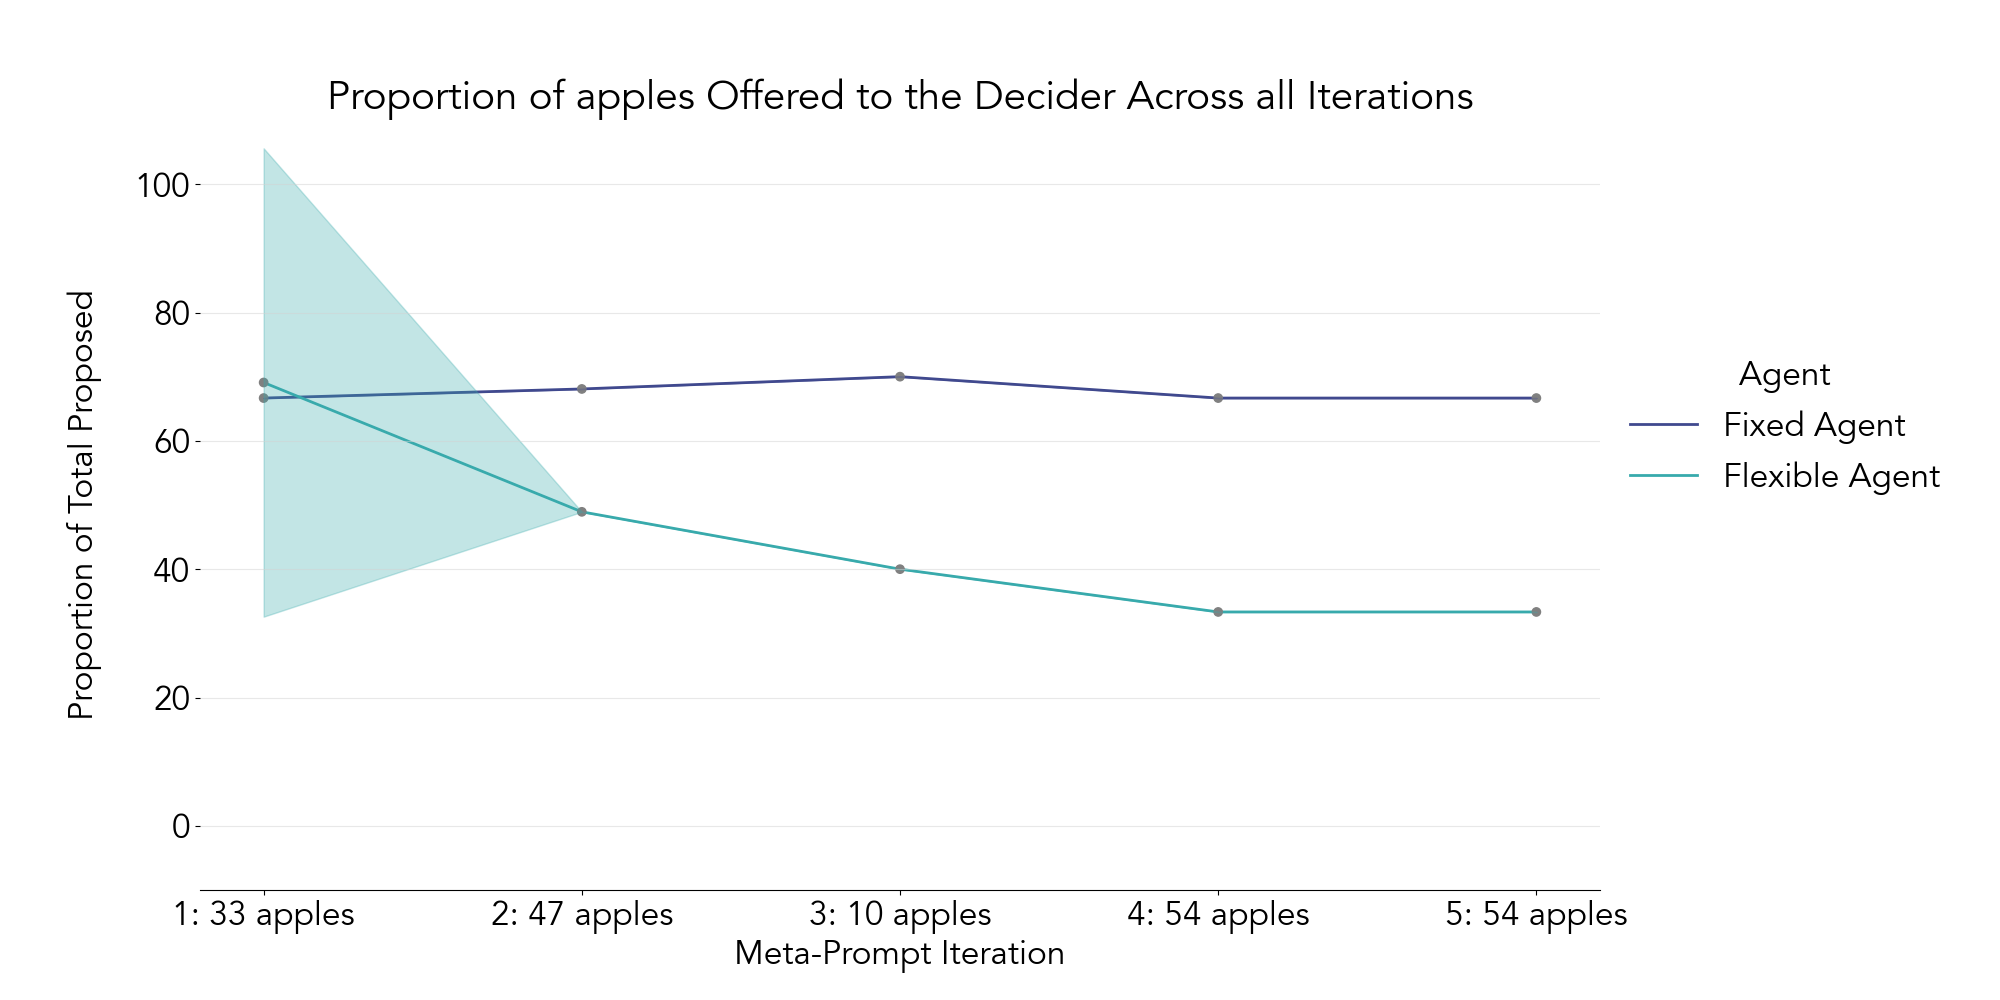 Proportion of apples Offered to the Decider Across all Iterations
Proportion of Total Proposed
100
80
60
40
20
0
1: 33 apples
2: 47 apples
3: 10 apples
4: 54 apples
5: 54 apples
Meta-Prompt Iteration
Agent
Fixed Agent
Flexible Agent